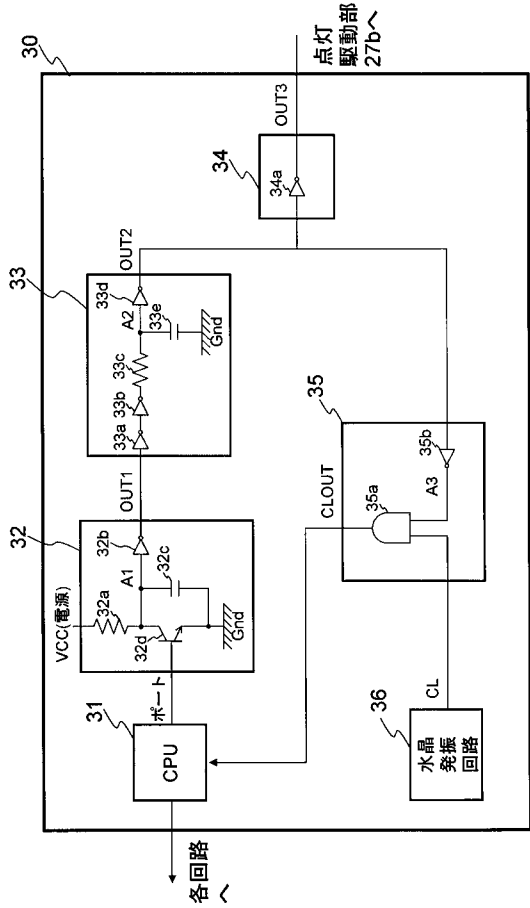 30
33
32
31
34
35
36
VCC(電源)
32a
32b
A1
32c
32d
Gnd
ポート
CPU
各回路
へ
OUT1
33a
33b
33c
A2
33d
33e
Gnd
OUT2
34a
OUT3
点灯
駆動部
27bへ
CLOUT
35a
A3
35b
CL
水晶
発振
回路